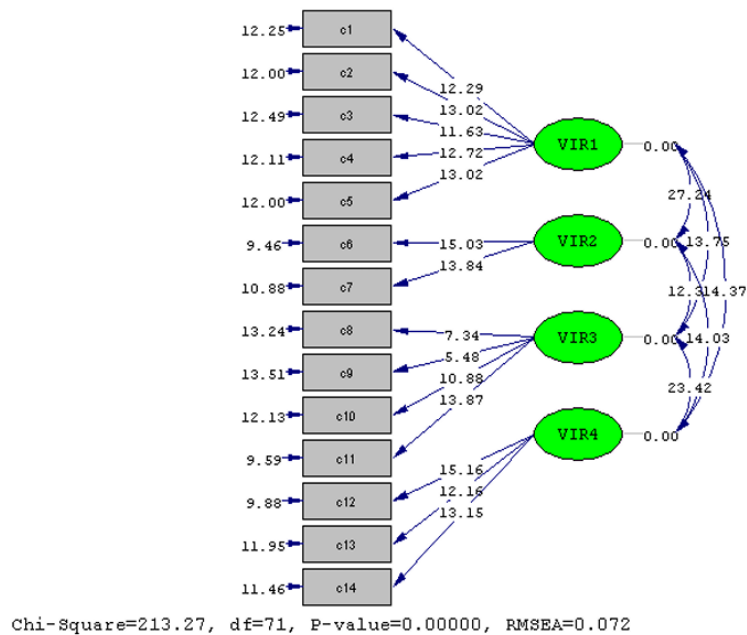 12.25 c1
12.00 c2
12.49 c3
12.11 c4
12.00 c5
9.46 c6
10.88 c7
13.24 c8
13.51 c9
12.13 c10
9.59 c11
9.88 c12
11.95 c13
11.46 c14
12.29
13.02
11.63
12.72
13.02
15.03
13.84
7.34
5.48
10.88
13.87
15.16
12.16
13.15
VIR1 0.00
VIR2 0.00
VIR3 0.00
VIR4 0.00
27.24
13.75
14.37
14.03
23.42
Chi-Square=213.27, df=71, P-value=0.00000, RMSEA=0.072